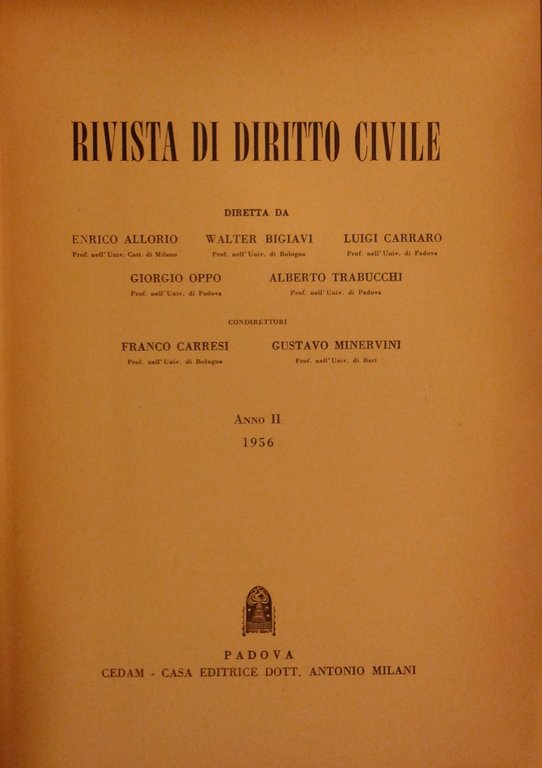 RIVISTA DI DIRITTO CIVILE
DIRETTA DA
ENRICO ALLORIO WALTER BIGIAVI LUIGI CARRARO
Prof. nell'Univ. Catt. di Milano Prof. nell'Univ. di Bologna Prof. nell'Univ. di Padova
GIORGIO OPPO ALBERTO TRABUCCHI
Prof. nell'Univ. di Padova Prof. nell'Univ. di Padova
CONDIRETTORI
FRANCO CARRESI GUSTAVO MINERVINI
Prof. nell'Univ. di Bologna Prof. nell'Univ. di Bari
ANNO II
1956
PADOVA
CEDAM - CASA EDITRICE DOTT. ANTONIO MILANI